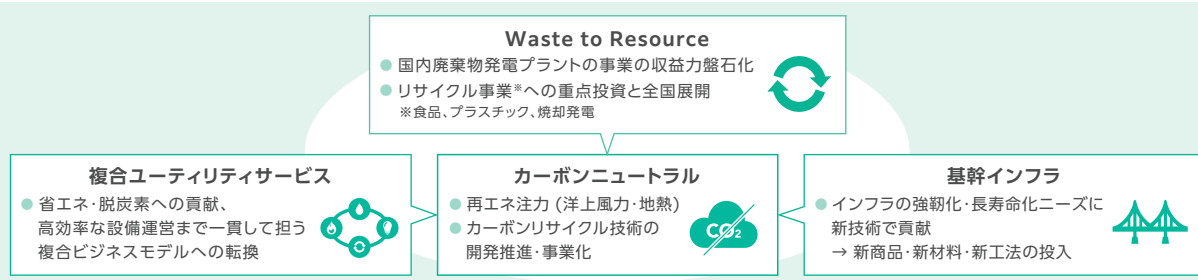 Waste to Resource
● 国内廃棄物発電プラントの事業の収益力盤石化
● リサイクル事業※への重点投資と全国展開
※食品、プラスチック、焼却発電
複合ユーティリティサービス
● 省エネ・脱炭素への貢献、
高効率な設備運営まで一貫して担う
複合ビジネスモデルへの転換
カーボンニュートラル
● 再エネ注力 (洋上風力・地熱)
● カーボンリサイクル技術の
開発推進・事業化
CO₂
基幹インフラ
● インフラの強靭化・長寿命化ニーズに
新技術で貢献
→ 新商品・新材料・新工法の投入